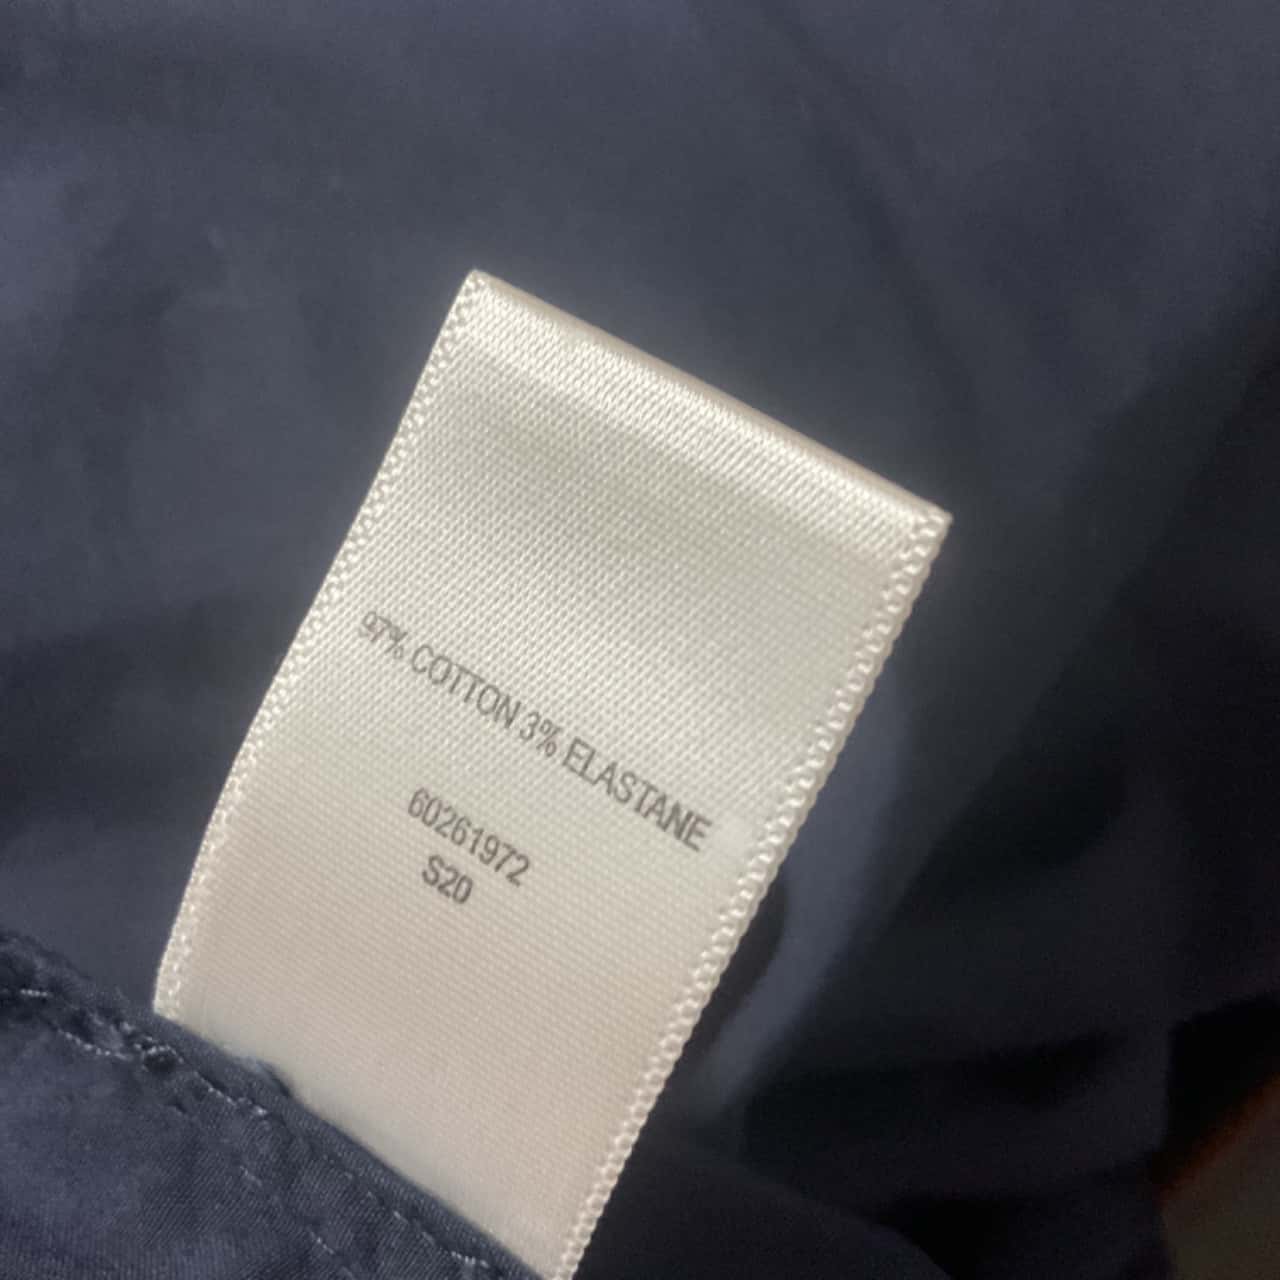 97% COTTON 3% ELASTANE
60261972
S20